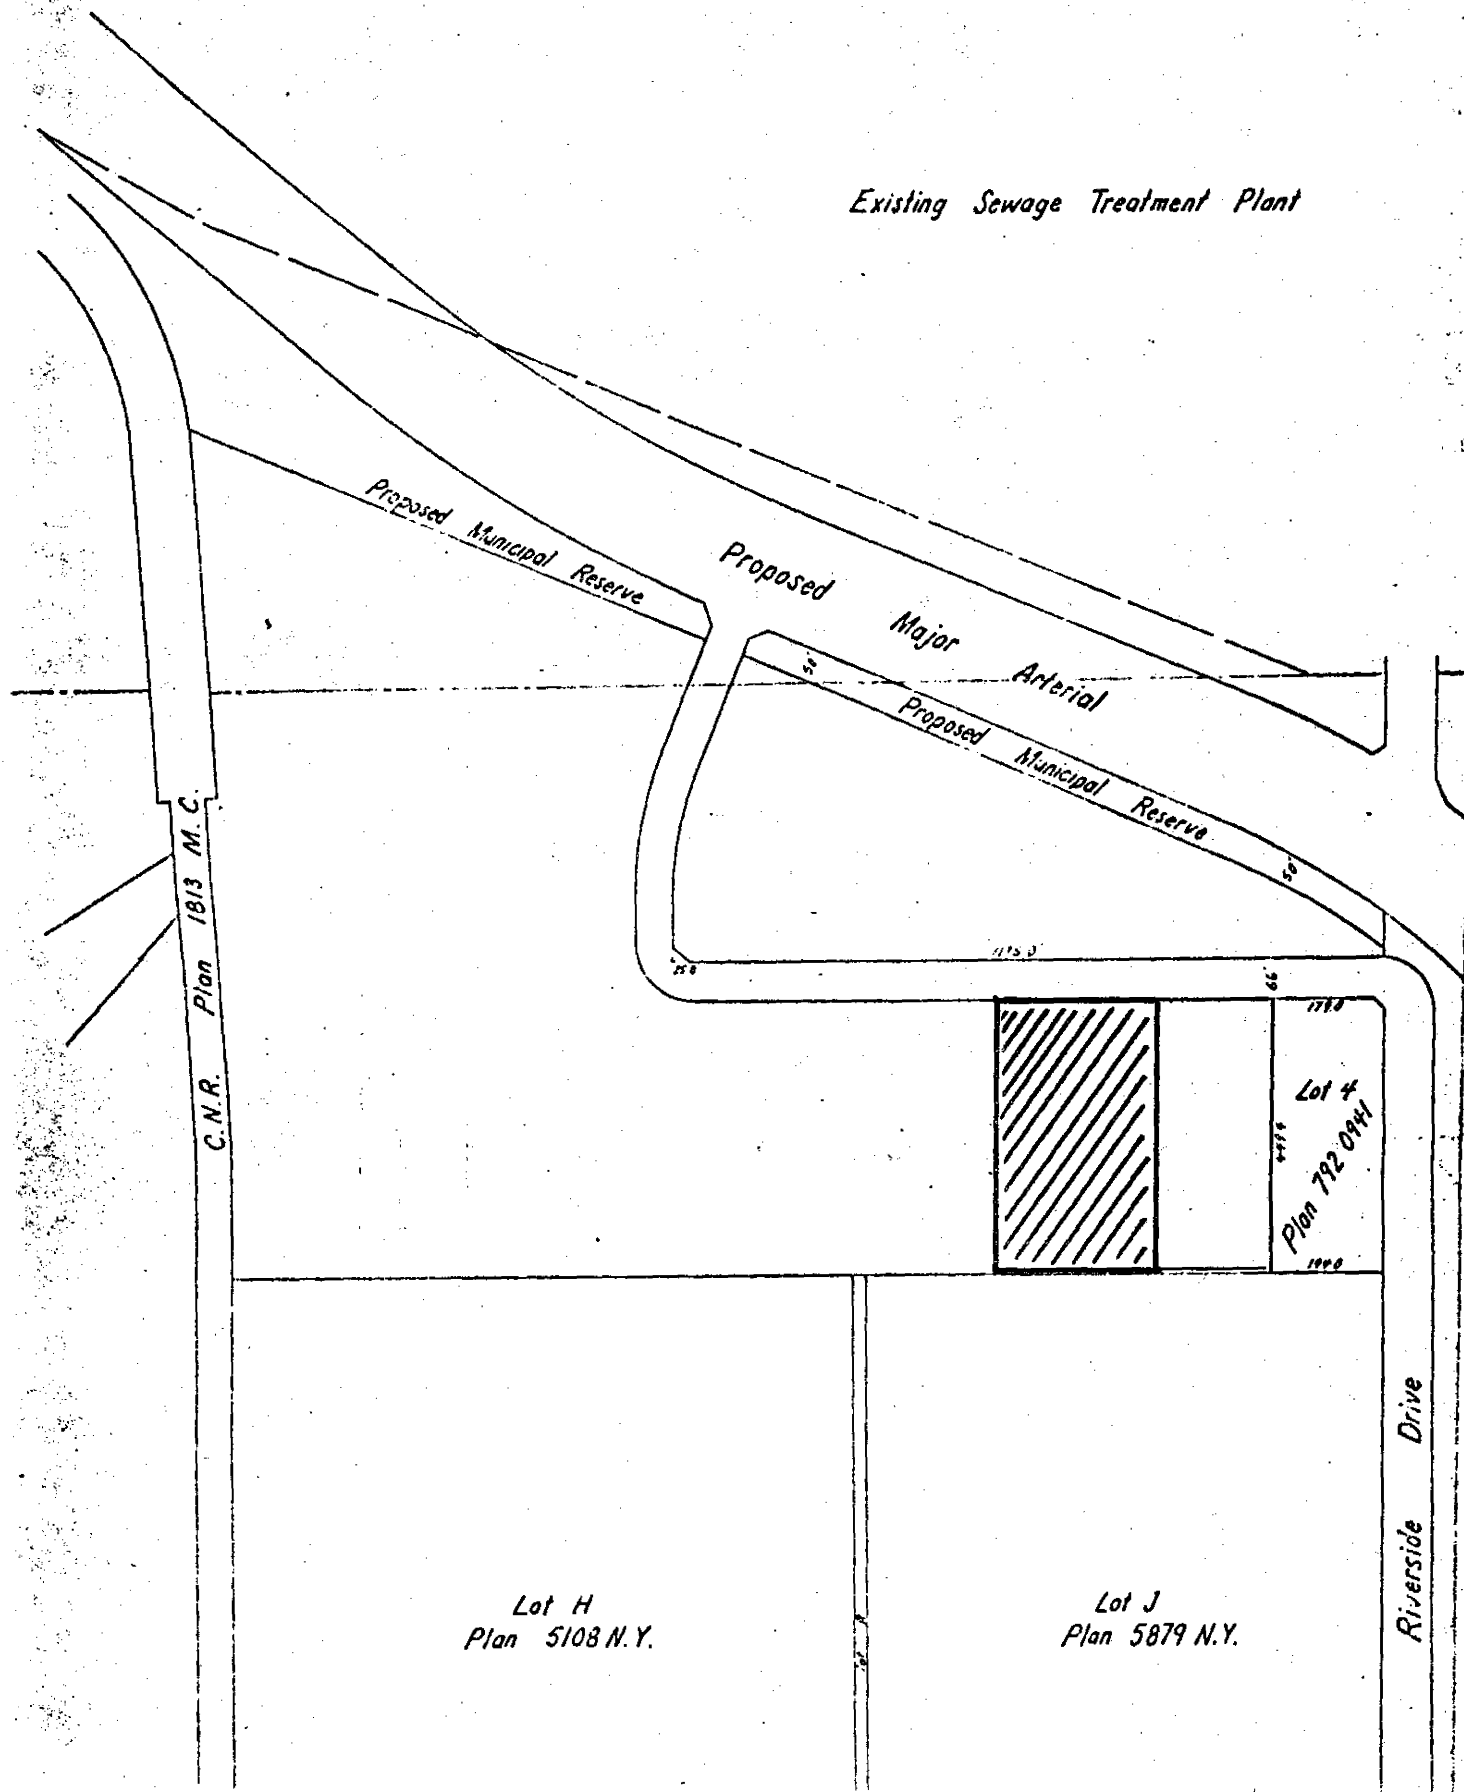 Existing Sewage Treatment Plant
Proposed Municipal Reserve
Proposed Major Arterial
50'
Proposed Municipal Reserve
50'
C.N.R. Plan 1813 M.C.
66'
Lot 4
Plan 792 0941
Riverside Drive
Lot H
Plan 5108 N.Y.
Lot J
Plan 5879 N.Y.